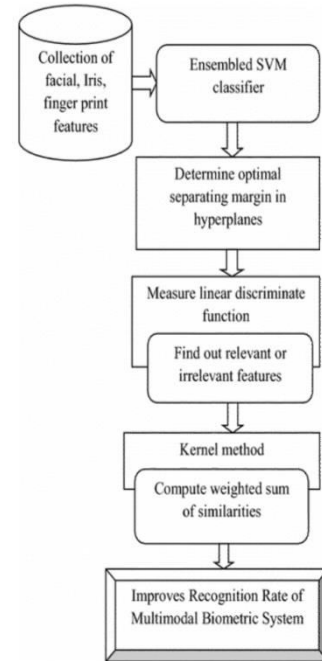 Collection of
facial, Iris,
finger print
features
Ensembled SVM
classifier
Determine optimal
separating margin in
hyperplanes
Measure linear discriminate
function
Find out relevant or
irrelevant features
Kernel method
Compute weighted sum
of similarities
Improves Recognition Rate of
Multimodal Biometric System